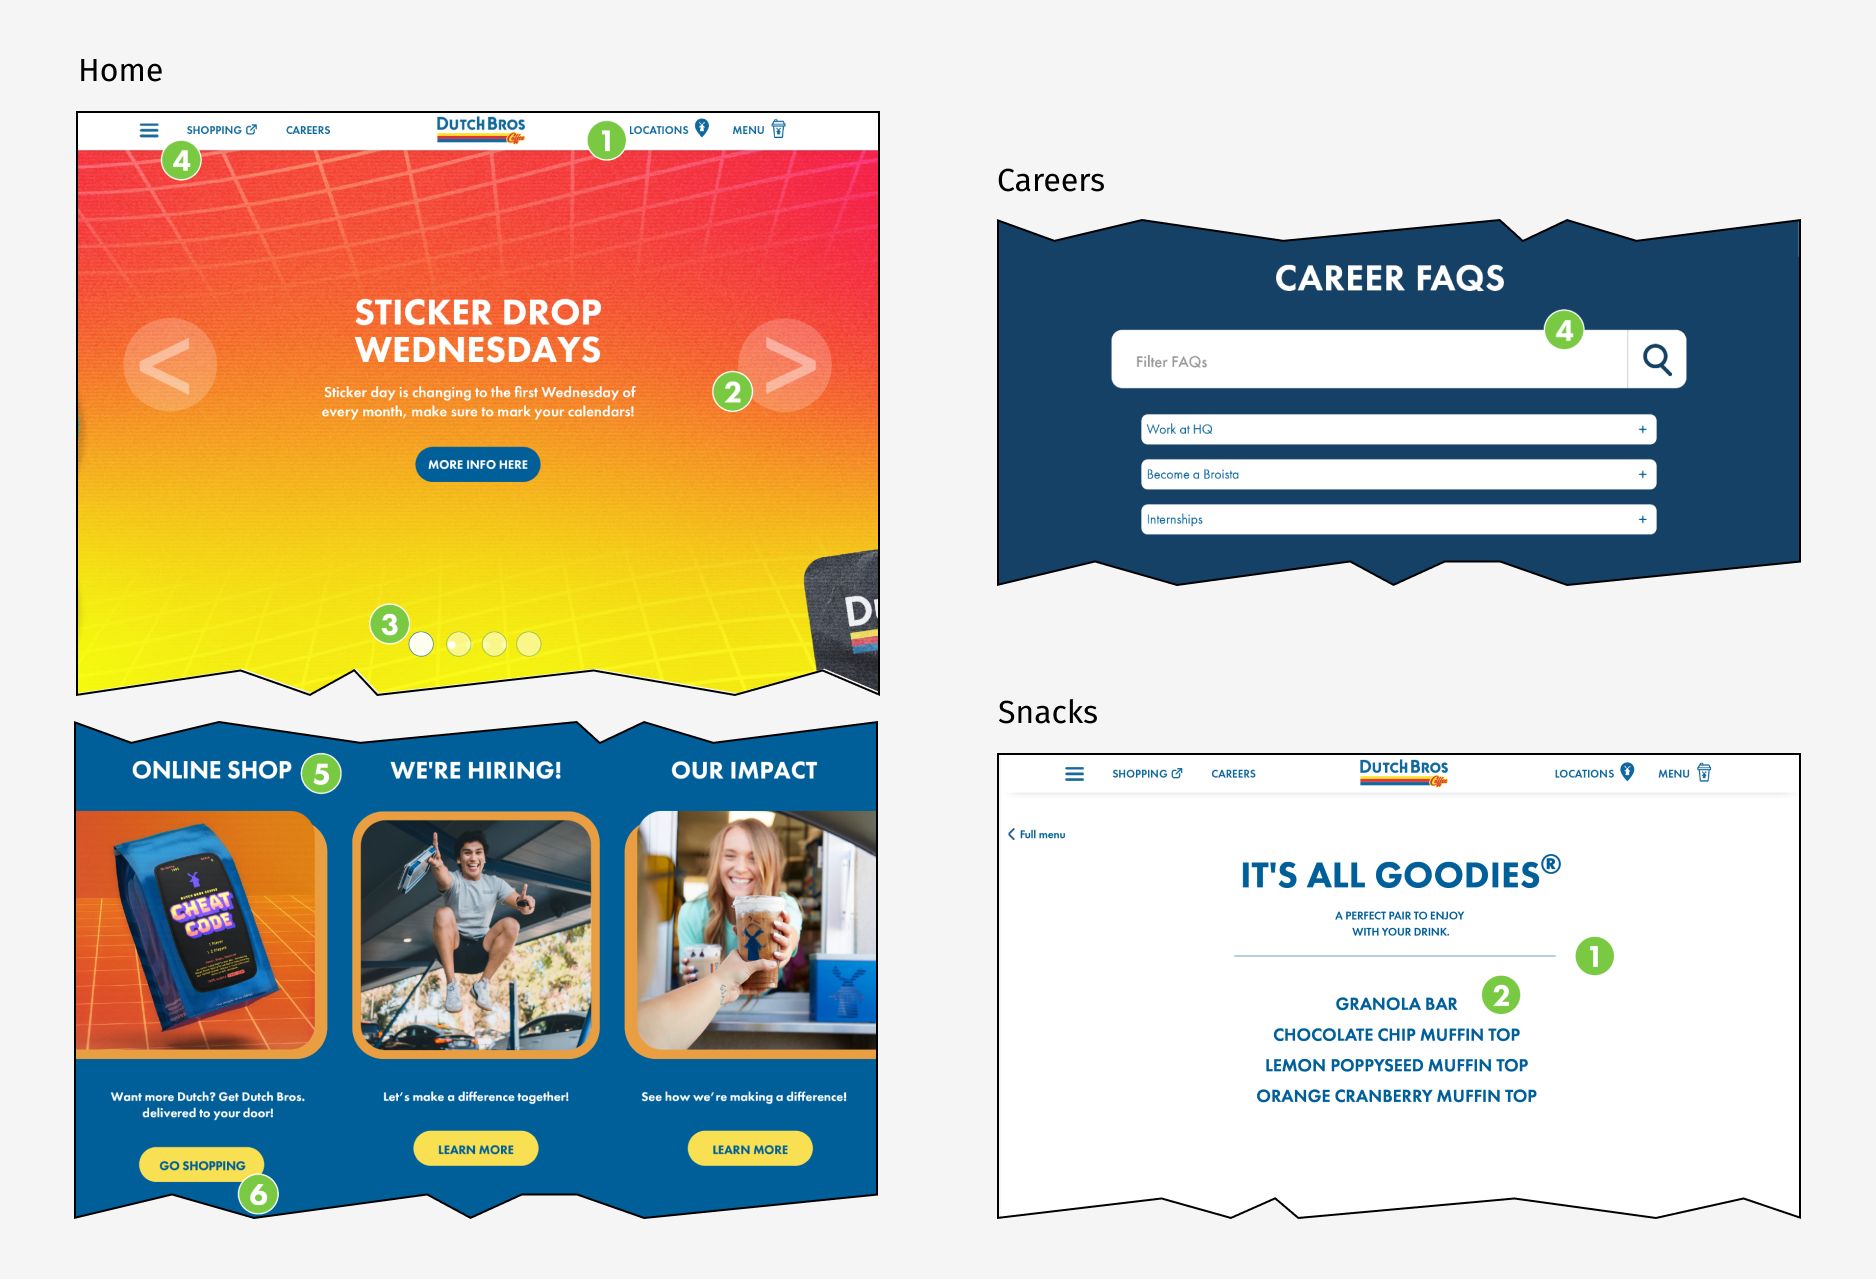 Home
SHOPPING
CAREERS
DUTCH BROS
Coffee
1
LOCATIONS
MENU
4
STICKER DROP
WEDNESDAYS
<
>
2
Sticker day is changing to the first Wednesday of
every month, make sure to mark your calendars!
MORE INFO HERE
3
ONLINE SHOP
5
WE'RE HIRING!
OUR IMPACT
CHEAT
CODE
Want more Dutch? Get Dutch Bros.
delivered to your door!
Let's make a difference together!
See how we're making a difference!
GO SHOPPING
6
LEARN MORE
LEARN MORE
Careers
CAREER FAQS
4
Filter FAQs
Work at HQ +
Become a Broista +
Internships +
Snacks
SHOPPING
CAREERS
DUTCH BROS
Coffee
LOCATIONS
MENU
Full menu
IT'S ALL GOODIES®
A PERFECT PAIR TO ENJOY
WITH YOUR DRINK.
1
2
GRANOLA BAR
CHOCOLATE CHIP MUFFIN TOP
LEMON POPPYSEED MUFFIN TOP
ORANGE CRANBERRY MUFFIN TOP